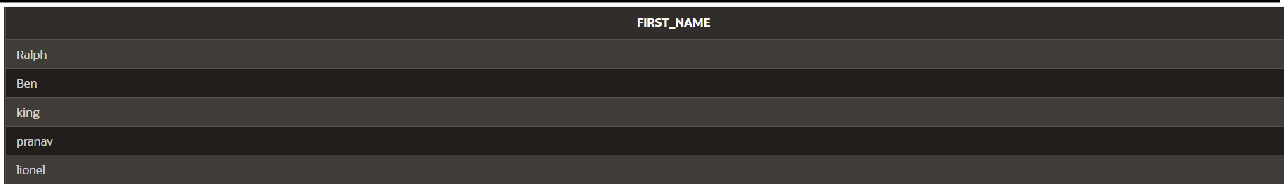 FIRST_NAME
Ralph
Ben
king
pranav
lionel